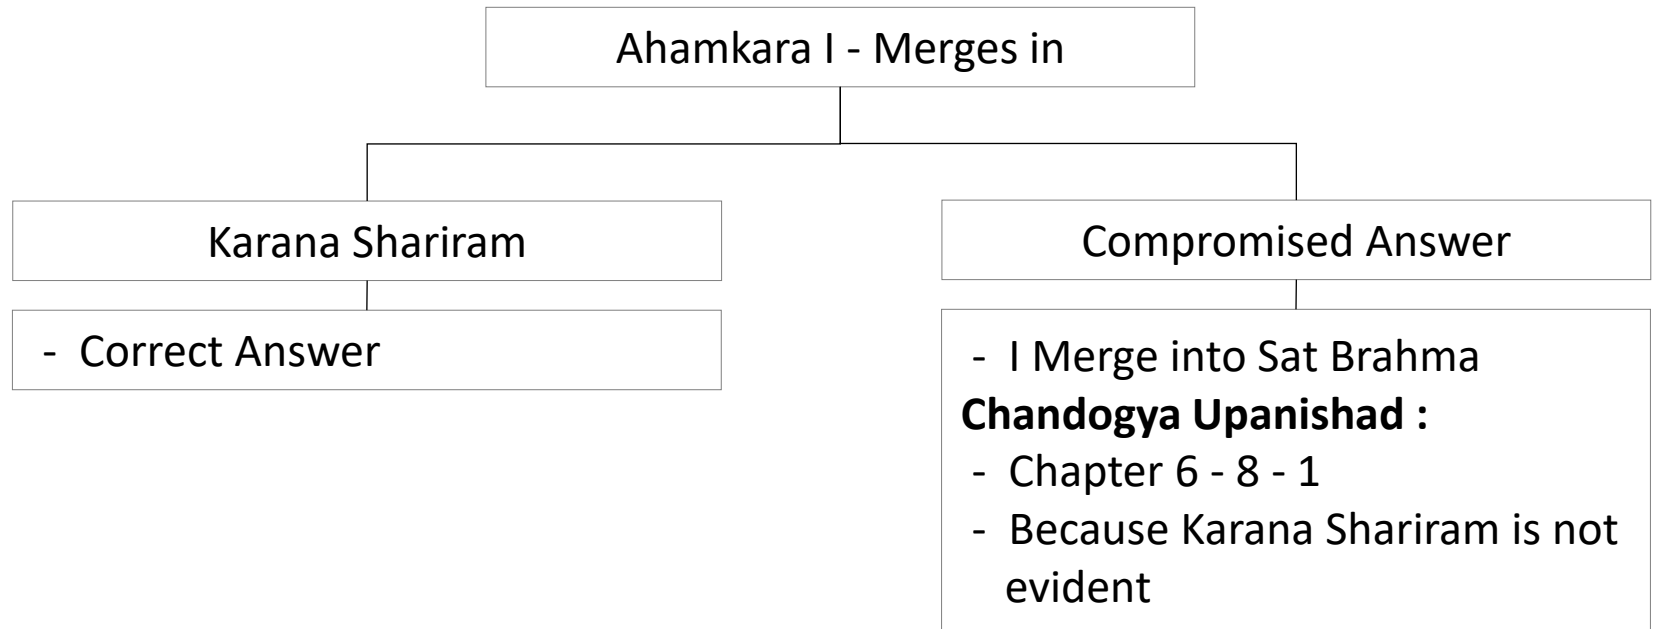 Ahamkara I - Merges in
Karana Shariram
- Correct Answer
Compromised Answer
- I Merge into Sat Brahma
Chandogya Upanishad :
- Chapter 6 - 8 - 1
- Because Karana Shariram is not
evident